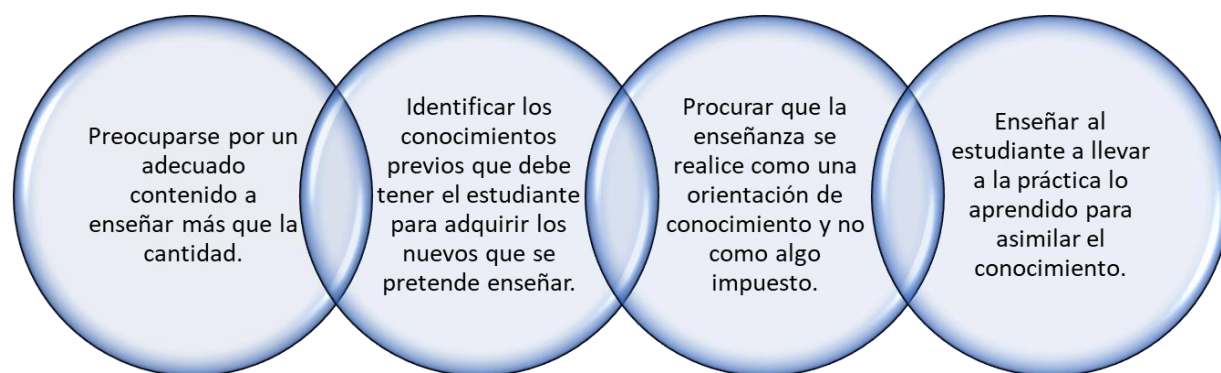 Preocuparse por un
adecuado
contenido a
enseñar más que la
cantidad.
Identificar los
conocimientos
previos que debe
tener el estudiante
para adquirir los
nuevos que se
pretende enseñar.
Procurar que la
enseñanza se
realice como una
orientación de
conocimiento y no
como algo
impuesto.
Enseñar al
estudiante a llevar
a la práctica lo
aprendido para
asimilar el
conocimiento.